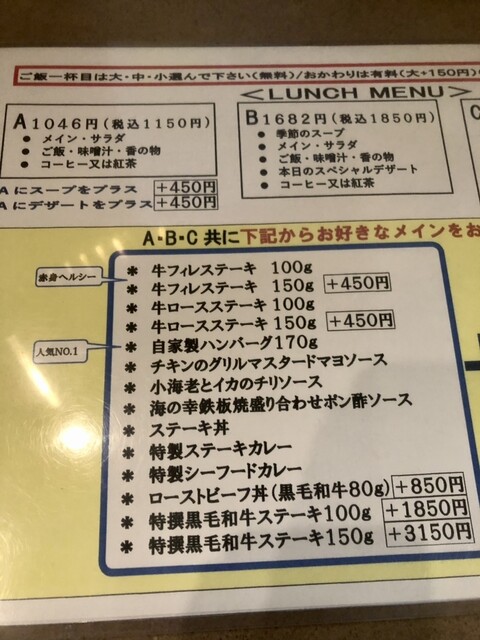 ご飯一杯目は大・中・小選んで下さい(無料)/おかわりは有料(大+150円)
＜LUNCH MENU＞
A 1046円(税込1150円)
● メイン・サラダ
● ご飯・味噌汁・香の物
● コーヒー又は紅茶
Aにスープをプラス +450円
Aにデザートをプラス +450円
B 1682円(税込1850円)
● 季節のスープ
● メイン・サラダ
● ご飯・味噌汁・香の物
● 本日のスペシャルデザート
● コーヒー又は紅茶
C
A・B・C 共に下記からお好きなメインをお
赤身ヘルシー
＊ 牛フィレステーキ 100g
＊ 牛フィレステーキ 150g +450円
＊ 牛ロースステーキ 100g
＊ 牛ロースステーキ 150g +450円
人気NO.1
＊ 自家製ハンバーグ170g
＊ チキンのグリルマスタードマヨソース
＊ 小海老とイカのチリソース
＊ 海の幸鉄板焼盛り合わせポン酢ソース
＊ ステーキ丼
＊ 特製ステーキカレー
＊ 特製シーフードカレー
＊ ローストビーフ丼(黒毛和牛80g) +850円
＊ 特撰黒毛和牛ステーキ100g +1850円
＊ 特撰黒毛和牛ステーキ150g +3150円